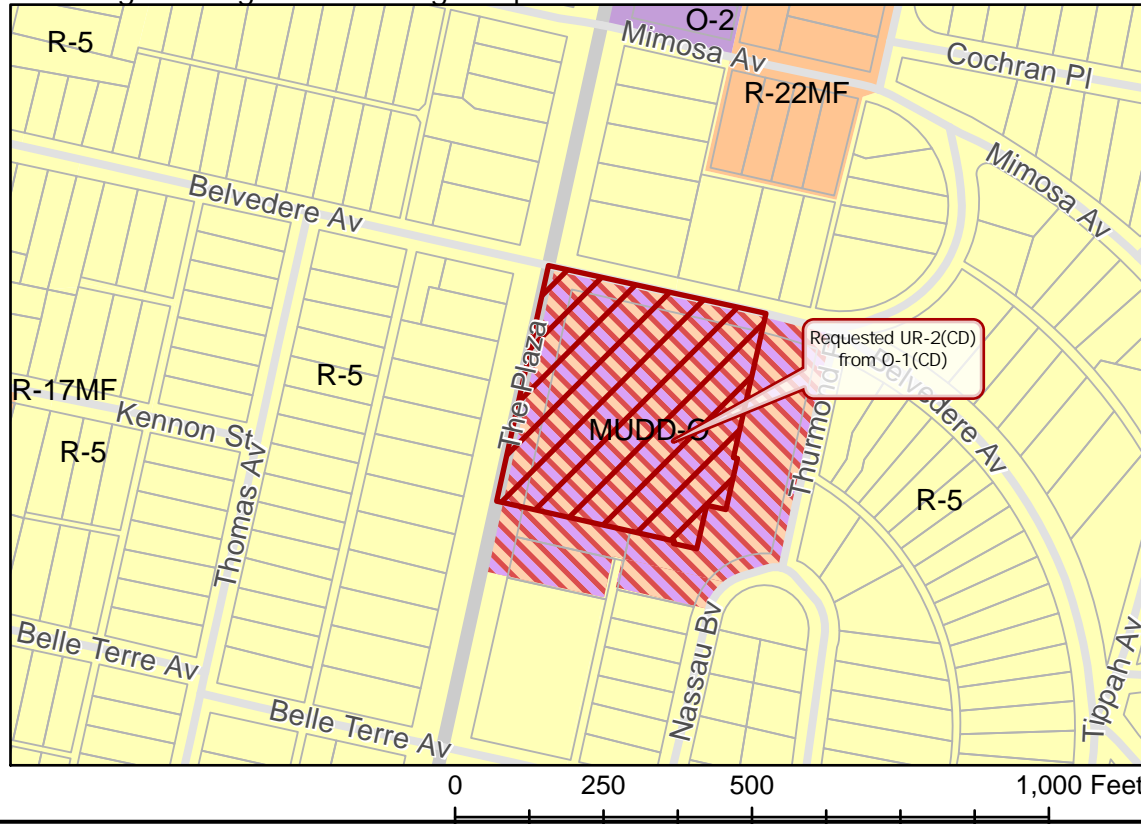 R-5
O-2
Mimosa Av
Cochran Pl
R-22MF
Mimosa Av
Belvedere Av
The Plaza
Requested UR-2(CD)
from O-1(CD)
R-17MF
R-5
Kennon St
R-5
MUDD-O
Belvedere Av
Thurmond
R-5
Thomas Av
Belle Terre Av
Nassau Bv
Tippah Av
Belle Terre Av
0 250 500 1,000 Feet